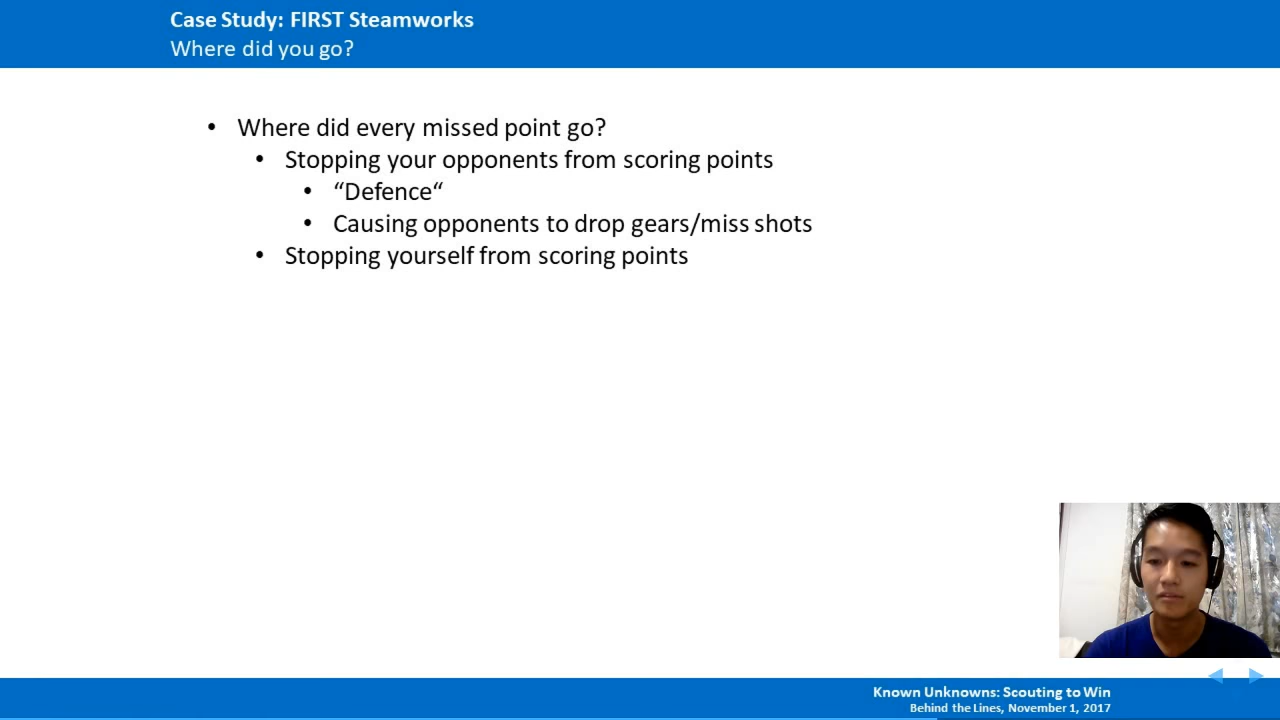 Case Study: FIRST Steamworks
Where did you go?
• Where did every missed point go?
• Stopping your opponents from scoring points
• “Defence“
• Causing opponents to drop gears/miss shots
• Stopping yourself from scoring points
Known Unknowns: Scouting to Win
Behind the Lines, November 1, 2017